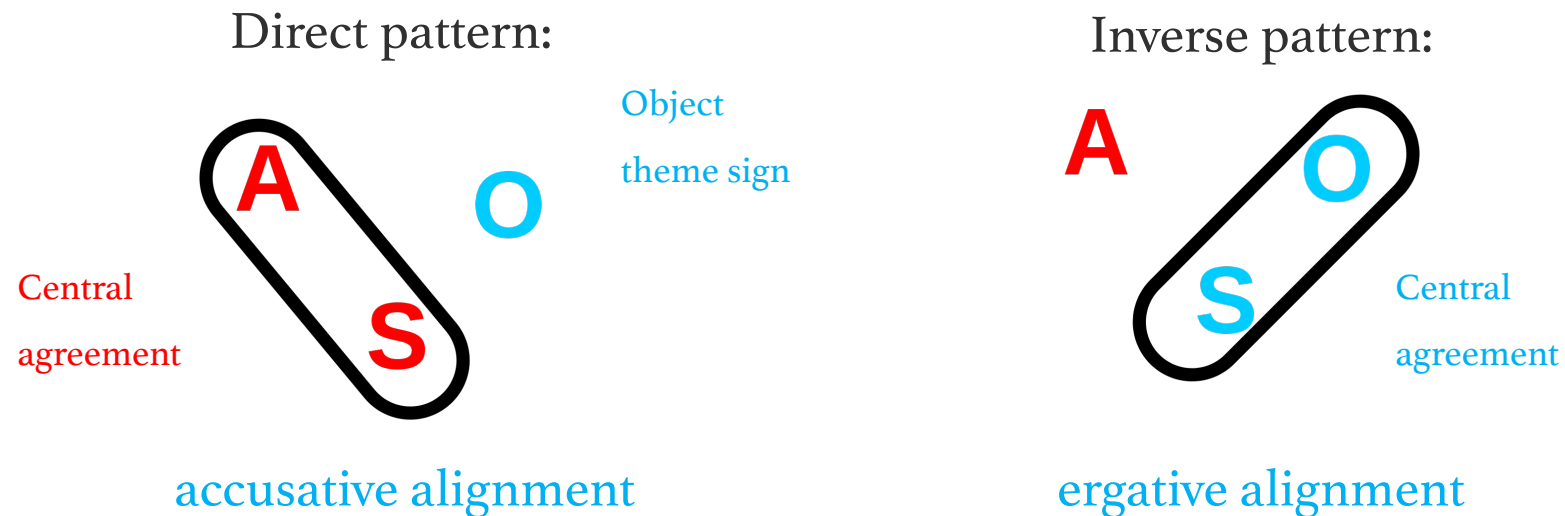 Direct pattern:
Object
theme sign
A
O
S
Central
agreement
accusative alignment
Inverse pattern:
A
O
S
Central
agreement
ergative alignment